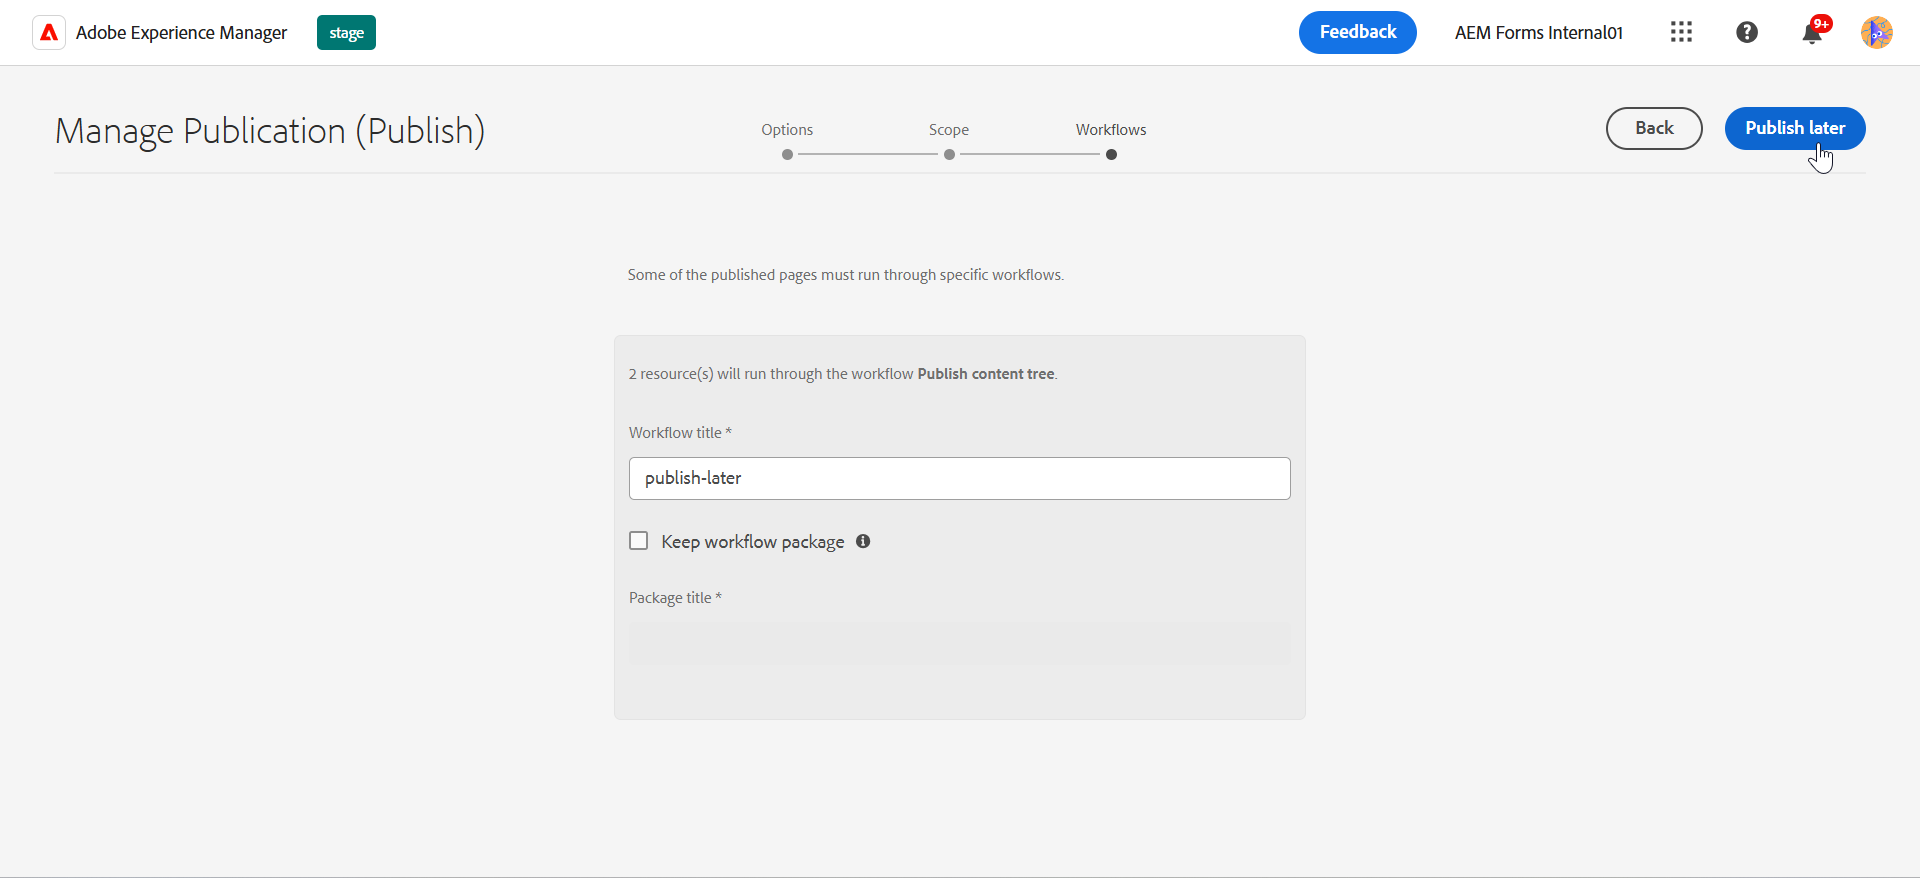 Adobe Experience Manager
stage
Feedback
AEM Forms Internal01
9+
Manage Publication (Publish)
Options
Scope
Workflows
Back
Publish later
Some of the published pages must run through specific workflows.
2 resource(s) will run through the workflow Publish content tree.
Workflow title *
publish-later
Keep workflow package
Package title *